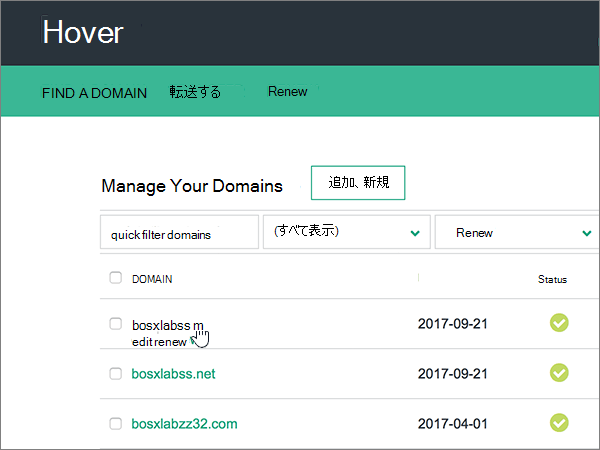 Hover
FIND A DOMAIN 転送する Renew
Manage Your Domains 追加、新規
quick filter domains (すべて表示) Renew
DOMAIN Status
bosxlabss m 2017-09-21
edit renew
bosxlabss.net 2017-09-21
bosxlabzz32.com 2017-04-01